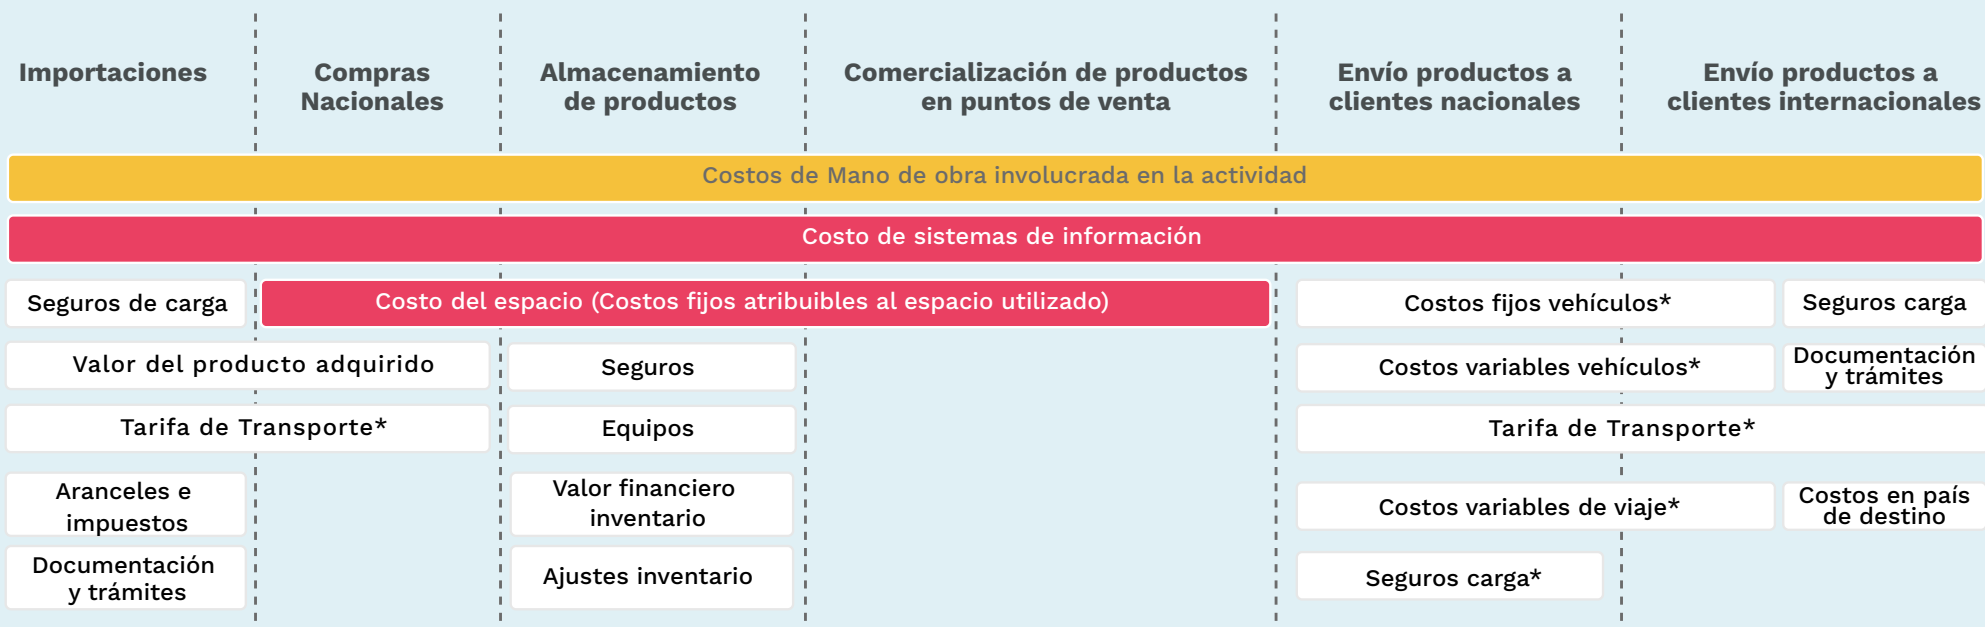 Importaciones
Compras
Nacionales
Almacenamiento
de productos
Comercialización de productos
en puntos de venta
Envío productos a
clientes nacionales
Envío productos a
clientes internacionales
Costos de Mano de obra involucrada en la actividad
Costo de sistemas de información
Seguros de carga
Costo del espacio (Costos fijos atribuibles al espacio utilizado)
Costos fijos vehículos*
Seguros carga
Valor del producto adquirido
Seguros
Costos variables vehículos*
Documentación
y trámites
Tarifa de Transporte*
Equipos
Tarifa de Transporte*
Aranceles e
impuestos
Valor financiero
inventario
Costos variables de viaje*
Costos en país
de destino
Documentación
y trámites
Ajustes inventario
Seguros carga*